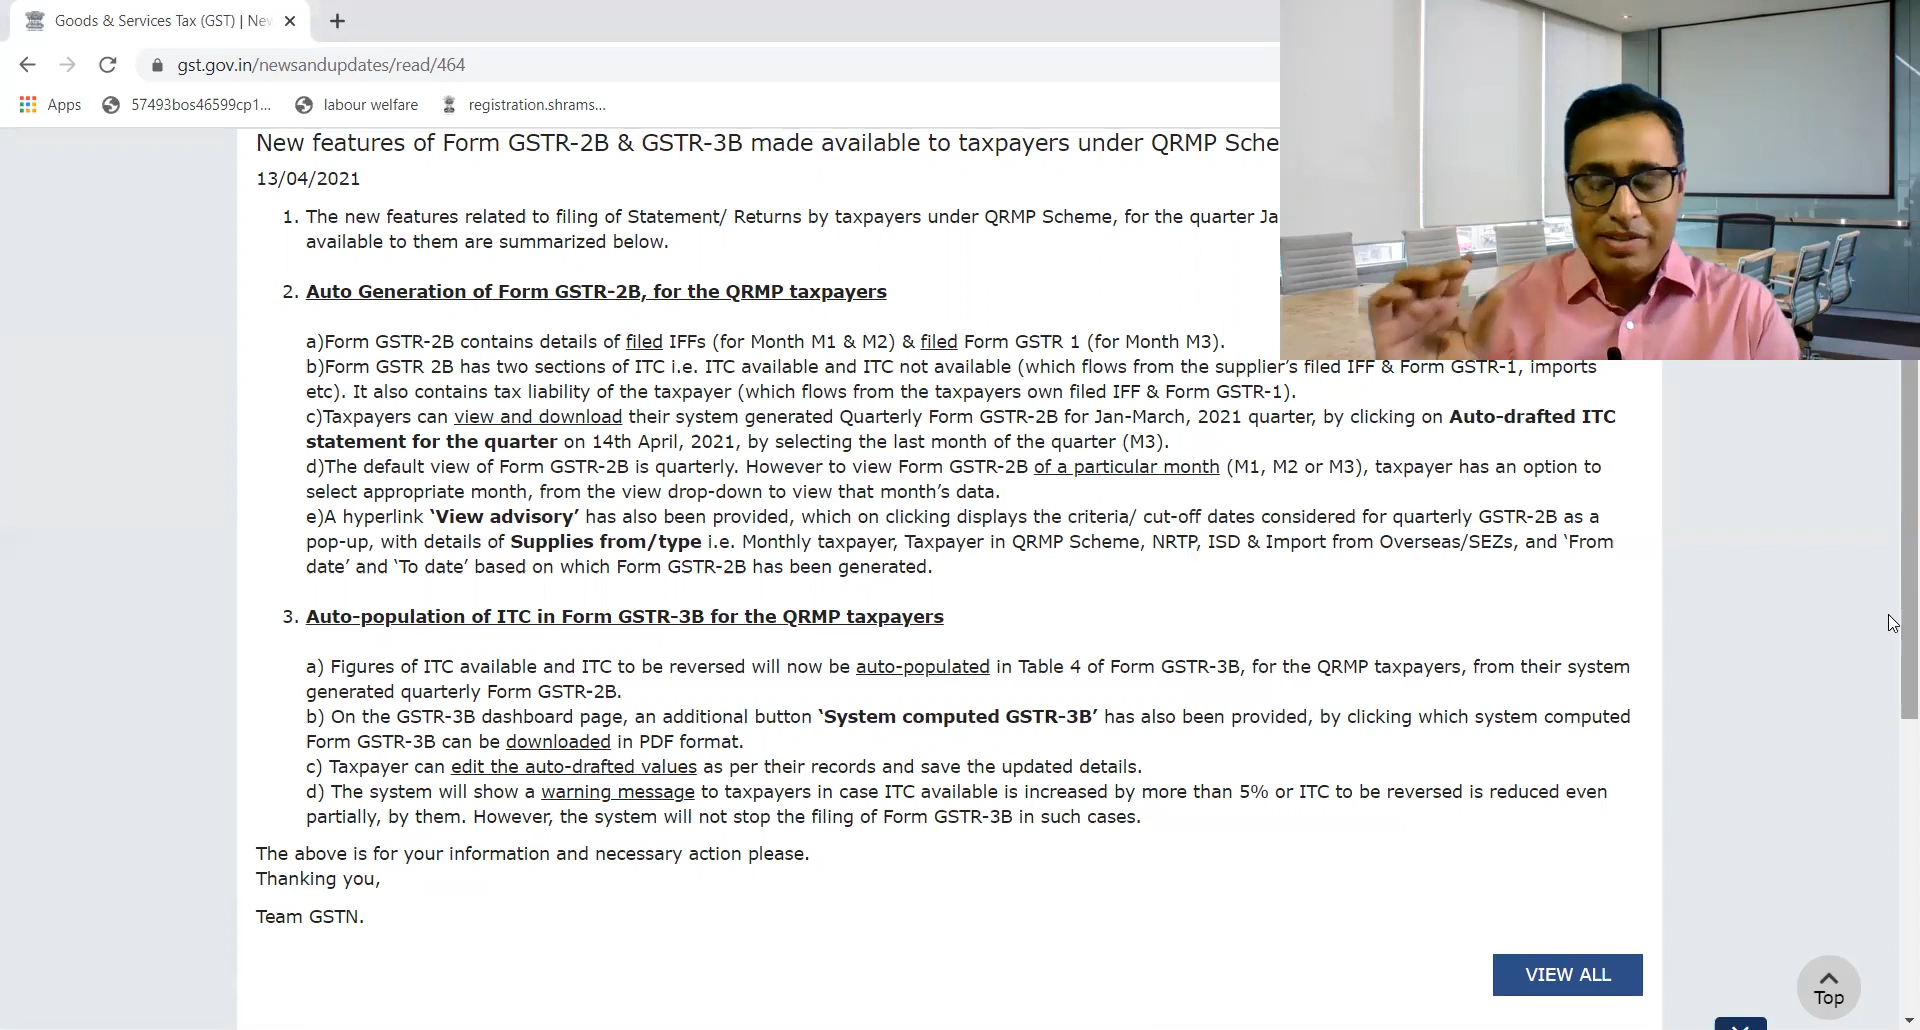 Goods & Services Tax (GST) | Nev
gst.gov.in/newsandupdates/read/464
Apps 57493bos46599cp1... labour welfare registration.shrams...
New features of Form GSTR-2B & GSTR-3B made available to taxpayers under QRMP Sche
13/04/2021
1. The new features related to filing of Statement/ Returns by taxpayers under QRMP Scheme, for the quarter Ja
available to them are summarized below.
2. Auto Generation of Form GSTR-2B, for the QRMP taxpayers
a)Form GSTR-2B contains details of filed IFFs (for Month M1 & M2) & filed Form GSTR 1 (for Month M3).
b)Form GSTR 2B has two sections of ITC i.e. ITC available and ITC not available (which flows from the supplier's filed IFF & Form GSTR-1, imports
etc). It also contains tax liability of the taxpayer (which flows from the taxpayers own filed IFF & Form GSTR-1).
c)Taxpayers can view and download their system generated Quarterly Form GSTR-2B for Jan-March, 2021 quarter, by clicking on Auto-drafted ITC
statement for the quarter on 14th April, 2021, by selecting the last month of the quarter (M3).
d)The default view of Form GSTR-2B is quarterly. However to view Form GSTR-2B of a particular month (M1, M2 or M3), taxpayer has an option to
select appropriate month, from the view drop-down to view that month's data.
e)A hyperlink ‘View advisory’ has also been provided, which on clicking displays the criteria/ cut-off dates considered for quarterly GSTR-2B as a
pop-up, with details of Supplies from/type i.e. Monthly taxpayer, Taxpayer in QRMP Scheme, NRTP, ISD & Import from Overseas/SEZs, and ‘From
date’ and ‘To date’ based on which Form GSTR-2B has been generated.
3. Auto-population of ITC in Form GSTR-3B for the QRMP taxpayers
a) Figures of ITC available and ITC to be reversed will now be auto-populated in Table 4 of Form GSTR-3B, for the QRMP taxpayers, from their system
generated quarterly Form GSTR-2B.
b) On the GSTR-3B dashboard page, an additional button ‘System computed GSTR-3B’ has also been provided, by clicking which system computed
Form GSTR-3B can be downloaded in PDF format.
c) Taxpayer can edit the auto-drafted values as per their records and save the updated details.
d) The system will show a warning message to taxpayers in case ITC available is increased by more than 5% or ITC to be reversed is reduced even
partially, by them. However, the system will not stop the filing of Form GSTR-3B in such cases.
The above is for your information and necessary action please.
Thanking you,
Team GSTN.
VIEW ALL
Top